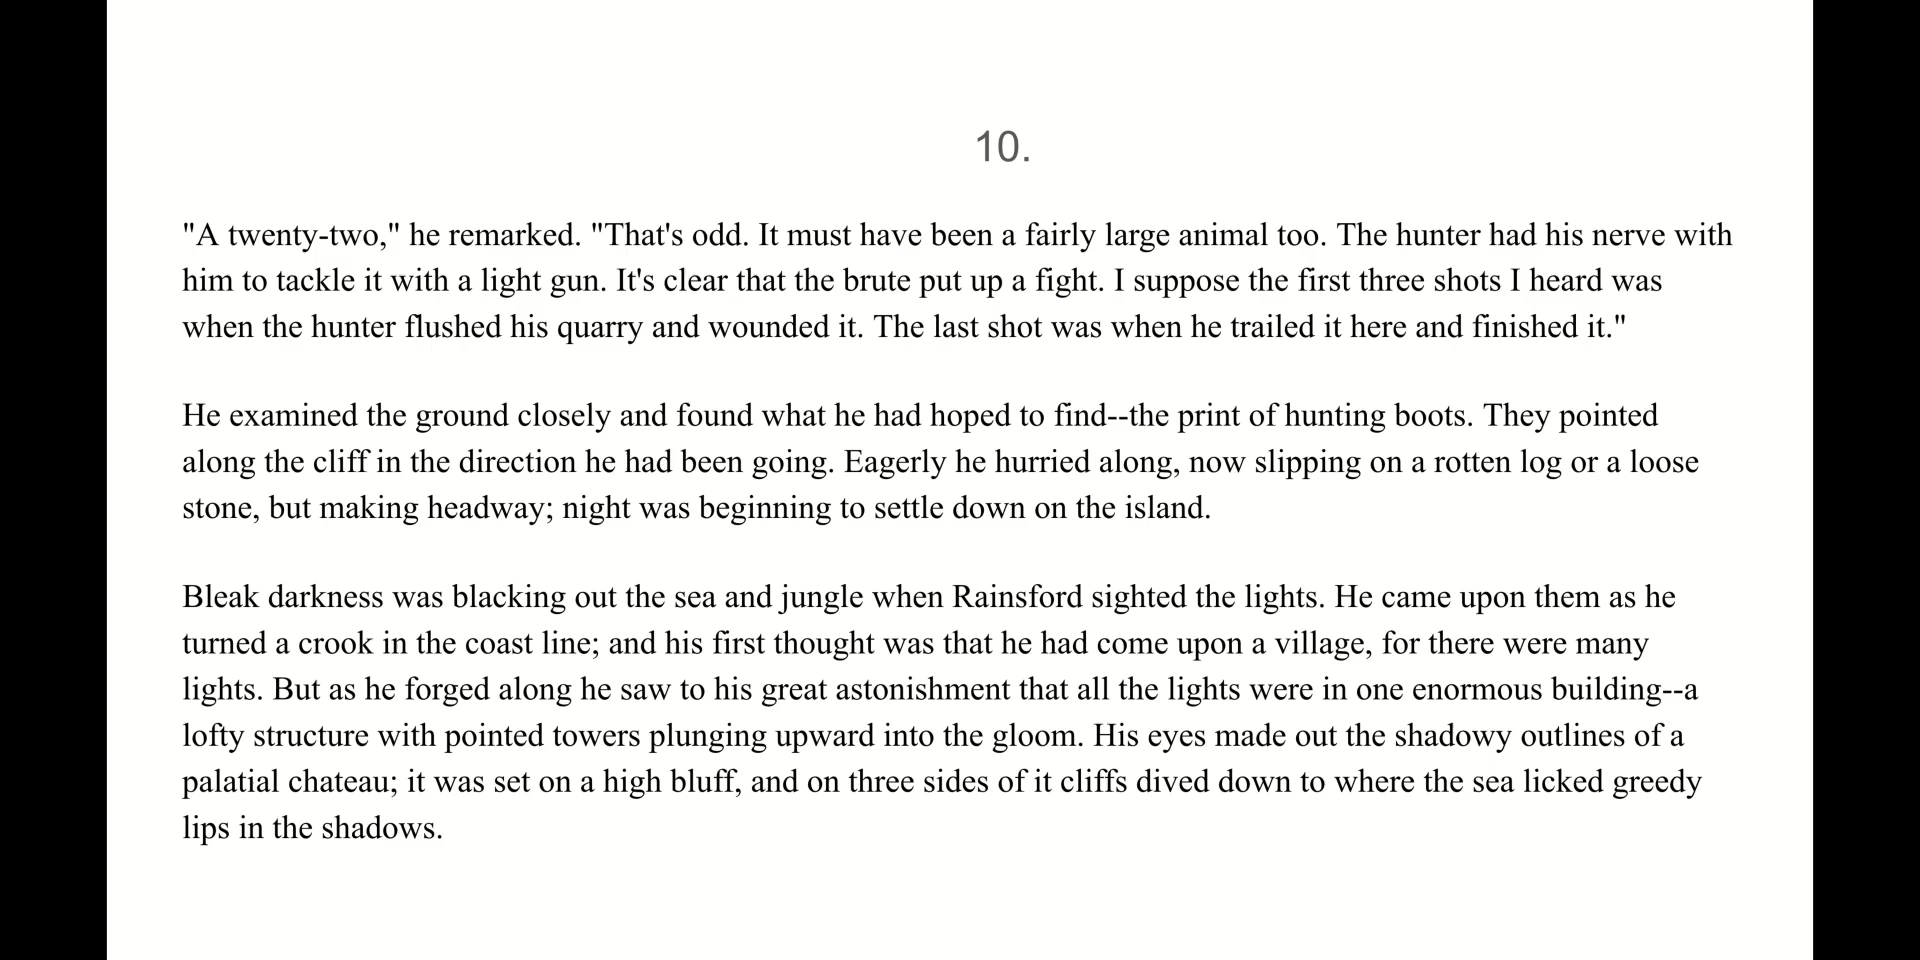 10.
"A twenty-two," he remarked. "That's odd. It must have been a fairly large animal too. The hunter had his nerve with
him to tackle it with a light gun. It's clear that the brute put up a fight. I suppose the first three shots I heard was
when the hunter flushed his quarry and wounded it. The last shot was when he trailed it here and finished it."
He examined the ground closely and found what he had hoped to find--the print of hunting boots. They pointed
along the cliff in the direction he had been going. Eagerly he hurried along, now slipping on a rotten log or a loose
stone, but making headway; night was beginning to settle down on the island.
Bleak darkness was blacking out the sea and jungle when Rainsford sighted the lights. He came upon them as he
turned a crook in the coast line; and his first thought was that he had come upon a village, for there were many
lights. But as he forged along he saw to his great astonishment that all the lights were in one enormous building--a
lofty structure with pointed towers plunging upward into the gloom. His eyes made out the shadowy outlines of a
palatial chateau; it was set on a high bluff, and on three sides of it cliffs dived down to where the sea licked greedy
lips in the shadows.